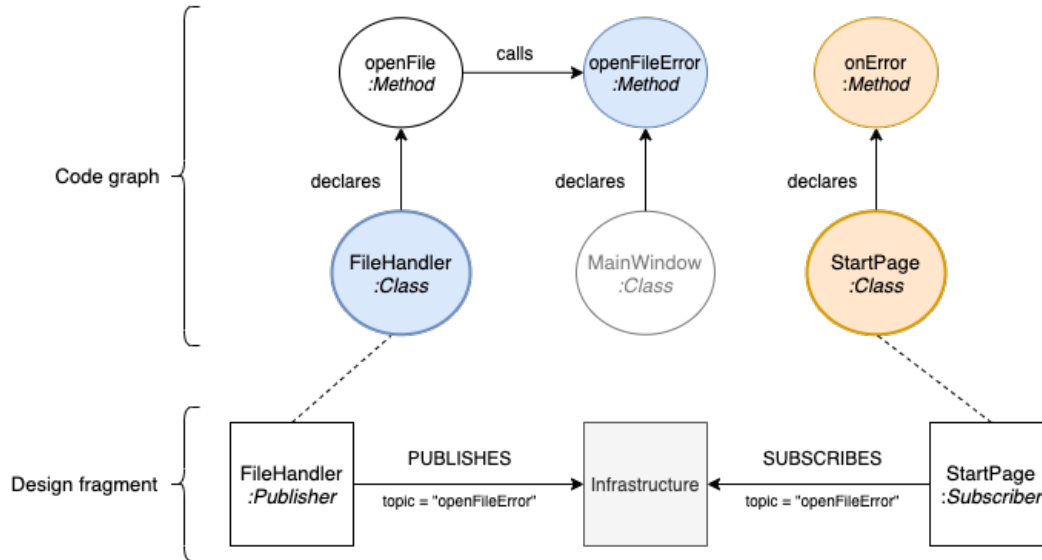 openFile
:Method
calls
openFileError
:Method
onError
:Method
Code graph
declares
declares
declares
FileHandler
:Class
MainWindow
:Class
StartPage
:Class
Design fragment
FileHandler
:Publisher
PUBLISHES
topic = "openFileError"
Infrastructure
SUBSCRIBES
topic = "openFileError"
StartPage
:Subscriber